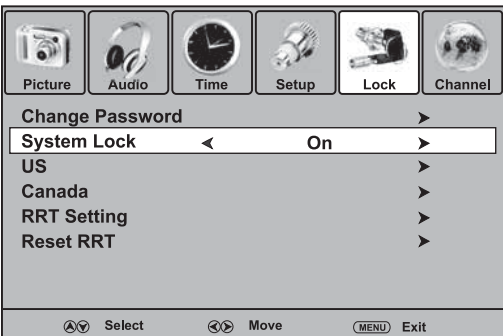 Picture Audio Time Setup Lock Channel
Change Password
System Lock On
US
Canada
RRT Setting
Reset RRT
Select Move MENU Exit